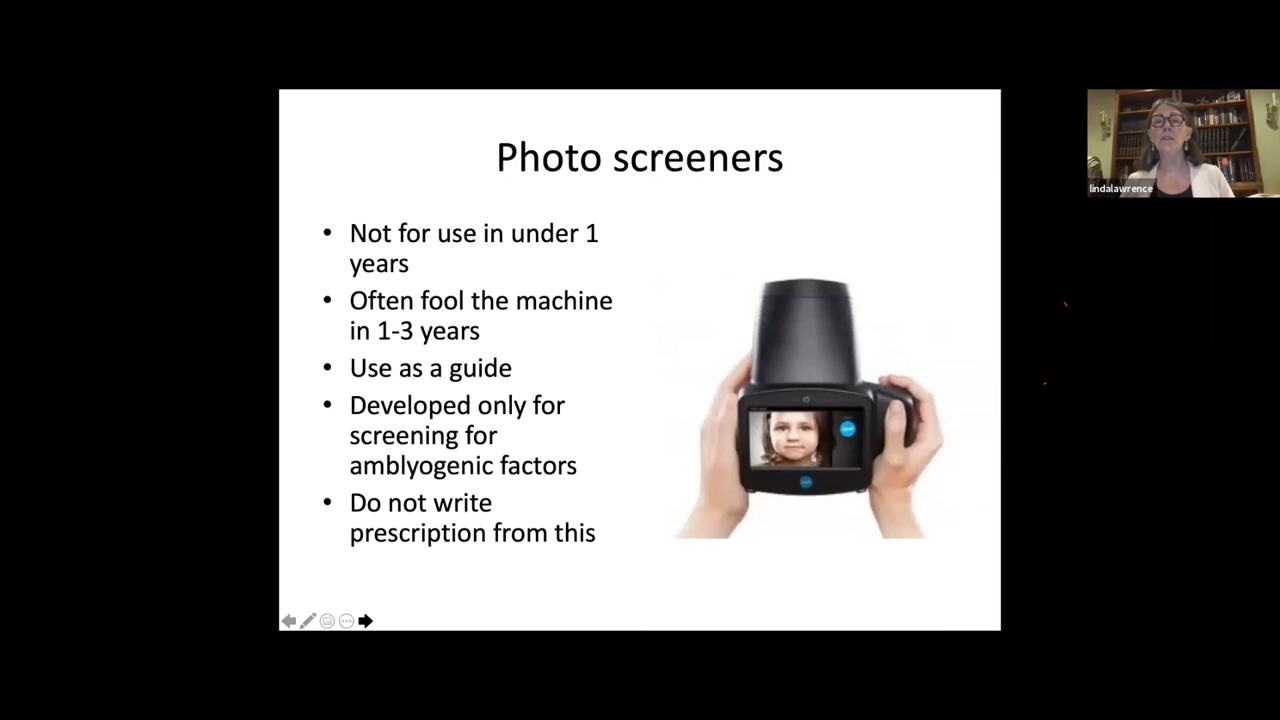 Photo screeners
• Not for use in under 1
years
• Often fool the machine
in 1-3 years
• Use as a guide
• Developed only for
screening for
amblyogenic factors
• Do not write
prescription from this
lindalawrence